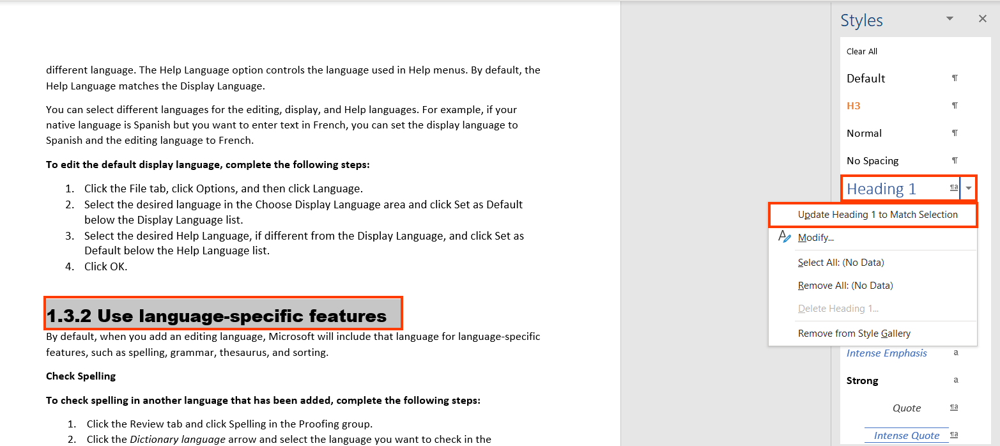 different language. The Help Language option controls the language used in Help menus. By default, the
Help Language matches the Display Language.
You can select different languages for the editing, display, and Help languages. For example, if your
native language is Spanish but you want to enter text in French, you can set the display language to
Spanish and the editing language to French.
To edit the default display language, complete the following steps:
1. Click the File tab, click Options, and then click Language.
2. Select the desired language in the Choose Display Language area and click Set as Default
below the Display Language list.
3. Select the desired Help Language, if different from the Display Language, and click Set as
Default below the Help Language list.
4. Click OK.
1.3.2 Use language-specific features
By default, when you add an editing language, Microsoft will include that language for language-specific
features, such as spelling, grammar, thesaurus, and sorting.
Check Spelling
To check spelling in another language that has been added, complete the following steps:
1. Click the Review tab and click Spelling in the Proofing group.
2. Click the Dictionary language arrow and select the language you want to check in the
Styles
Clear All
Default ¶
H3 ¶
Normal ¶
No Spacing ¶
Heading 1 ¶a
Update Heading 1 to Match Selection
Modify...
Select All: (No Data)
Remove All: (No Data)
Delete Heading 1...
Remove from Style Gallery
Intense Emphasis a
Strong a
Quote ¶a
Intense Quote ¶a